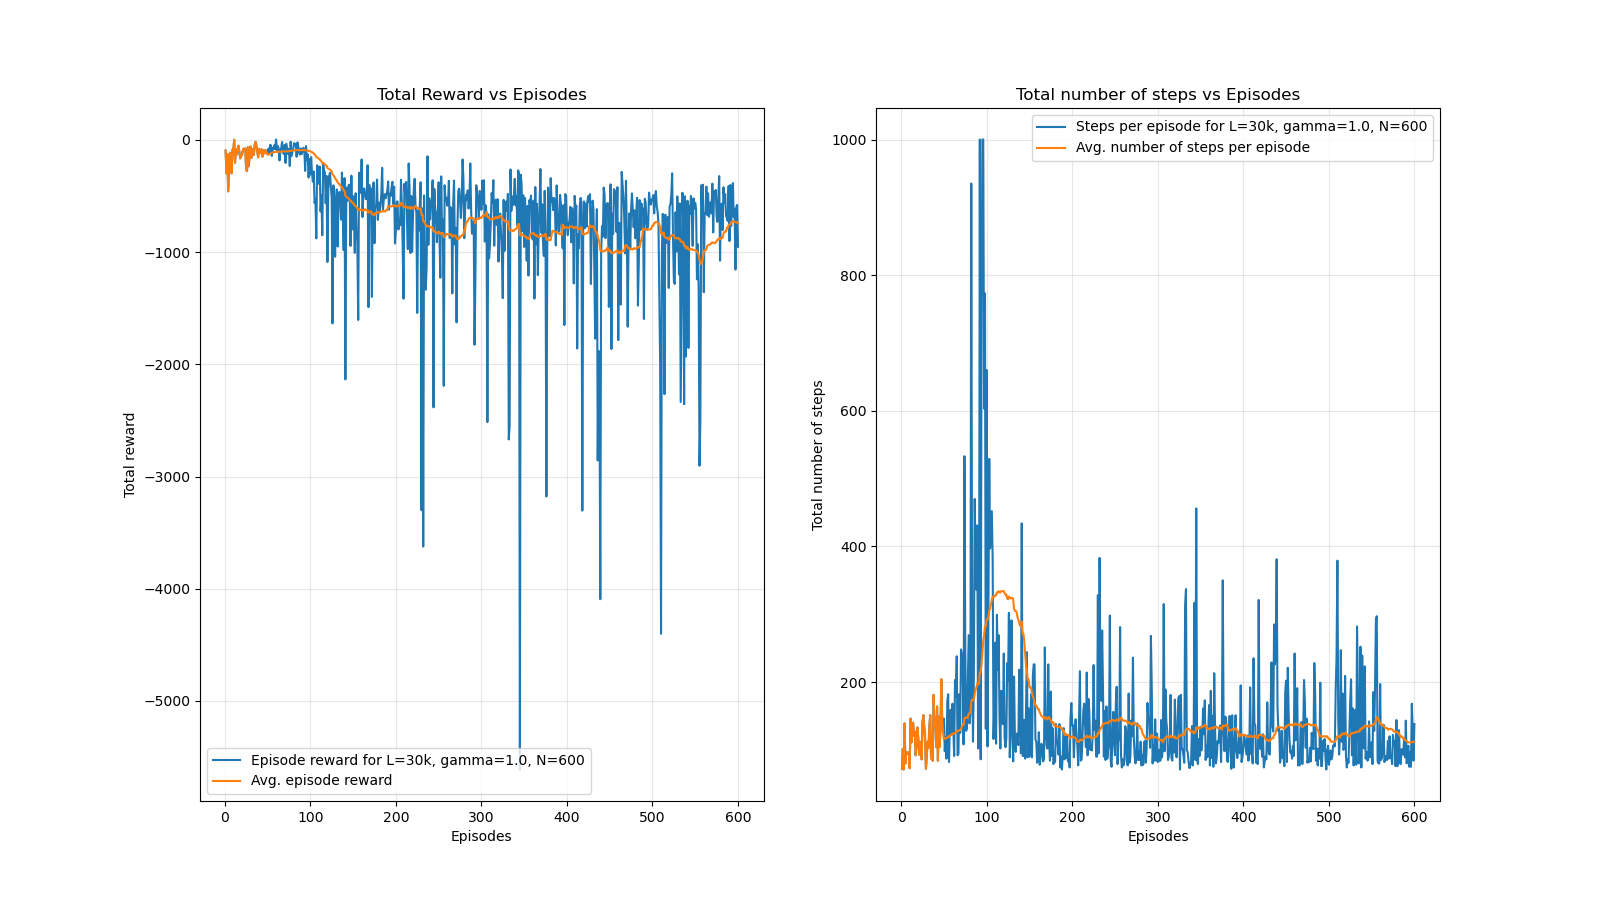 Total Reward vs Episodes
0
−1000
−2000
−3000
−4000
−5000
Total reward
0 100 200 300 400 500 600
Episodes
Episode reward for L=30k, gamma=1.0, N=600
Avg. episode reward
Total number of steps vs Episodes
1000
800
600
400
200
Total number of steps
0 100 200 300 400 500 600
Episodes
Steps per episode for L=30k, gamma=1.0, N=600
Avg. number of steps per episode